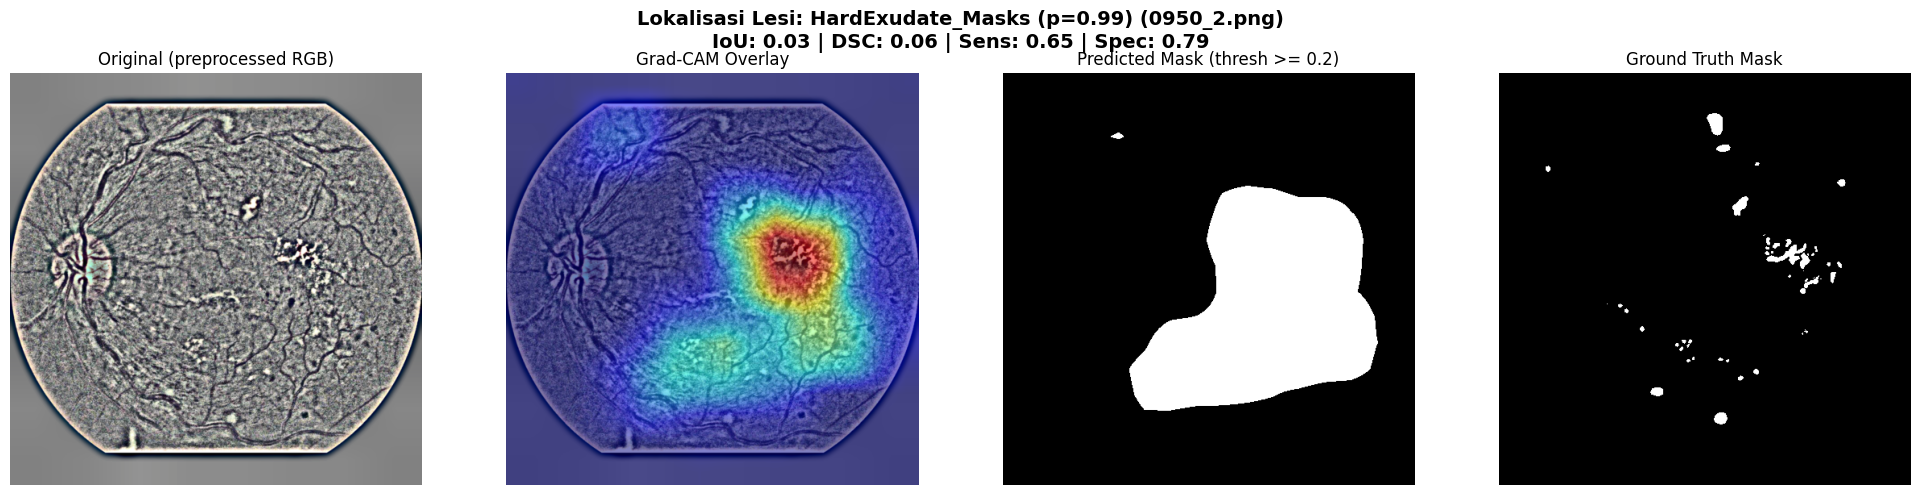 Lokalisasi Lesi: HardExudate_Masks (p=0.99) (0950_2.png)
IoU: 0.03 | DSC: 0.06 | Sens: 0.65 | Spec: 0.79
Original (preprocessed RGB)
Grad-CAM Overlay
Predicted Mask (thresh >= 0.2)
Ground Truth Mask